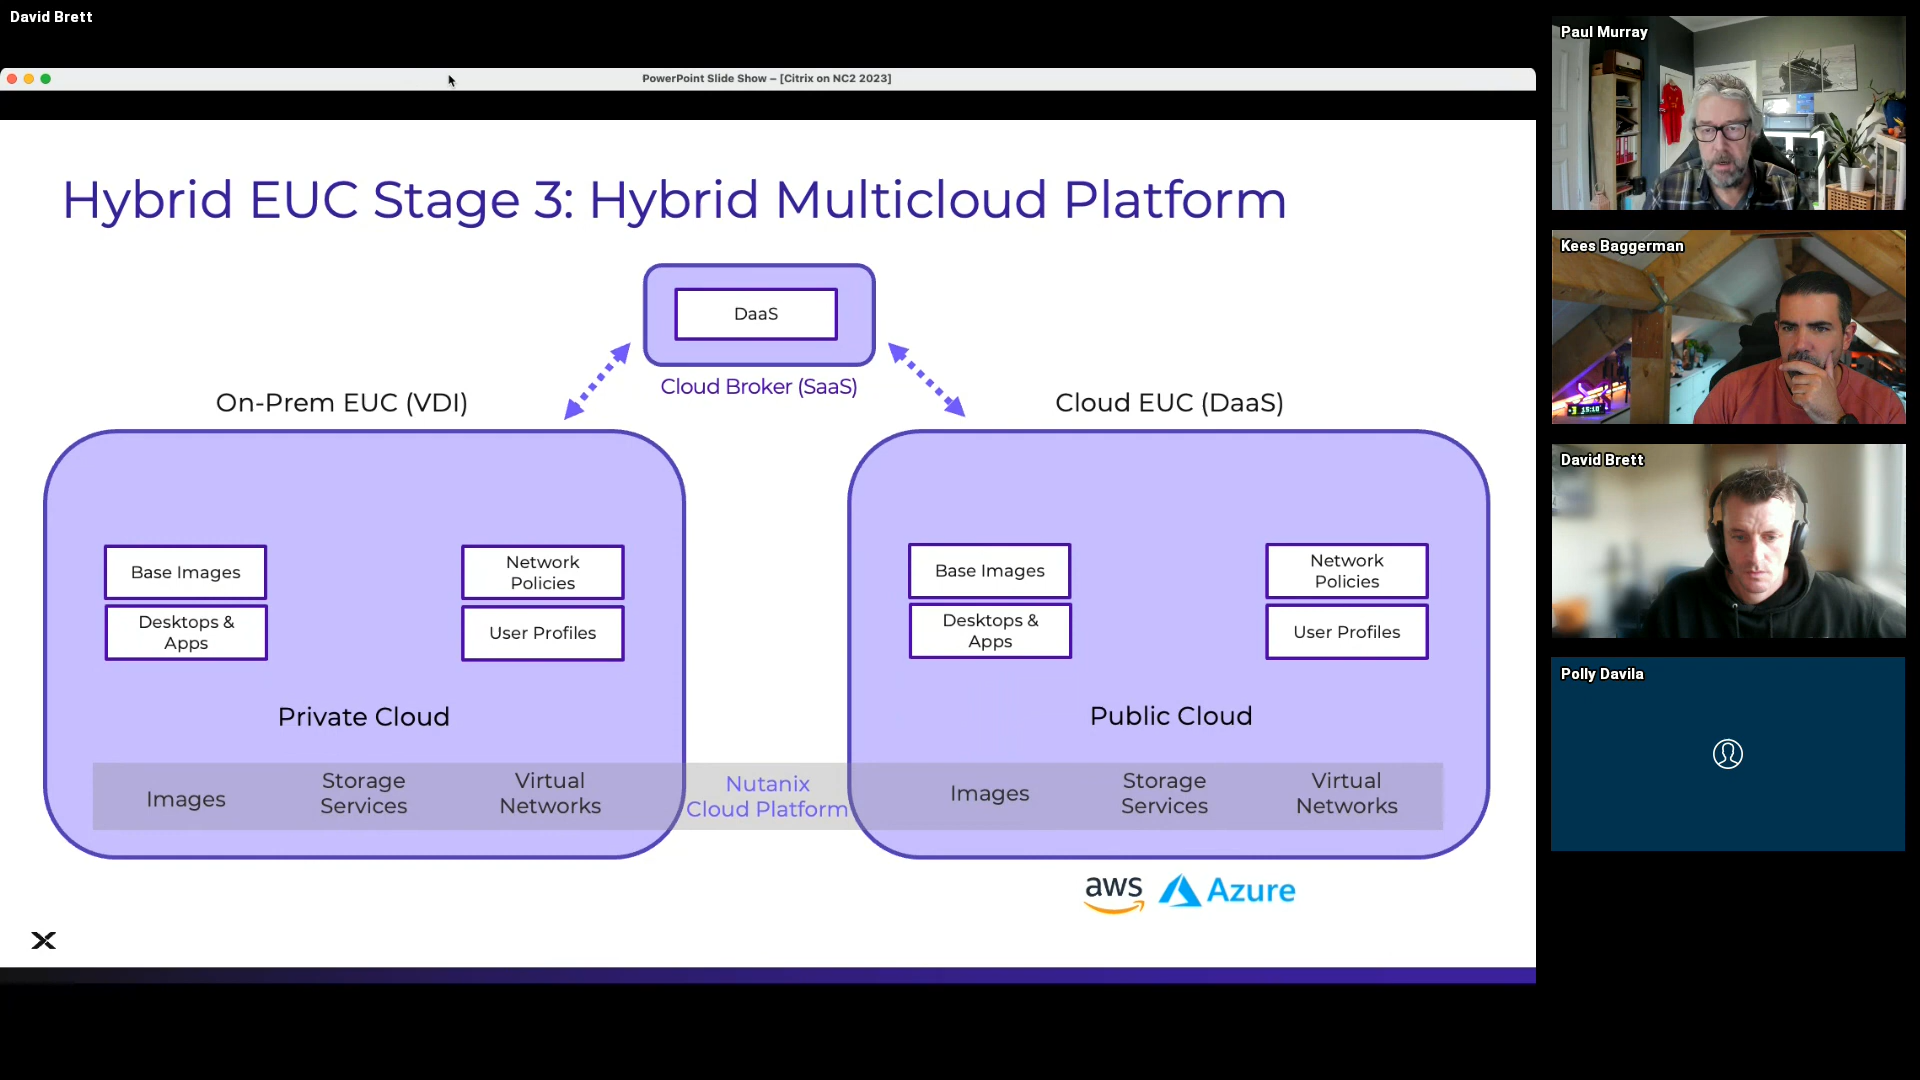 David Brett
PowerPoint Slide Show – [Citrix on NC2 2023]
Hybrid EUC Stage 3: Hybrid Multicloud Platform
DaaS
Cloud Broker (SaaS)
On-Prem EUC (VDI)
Base Images
Network
Policies
Desktops &
Apps
User Profiles
Private Cloud
Images
Storage
Services
Virtual
Networks
Nutanix
Cloud Platform
Cloud EUC (DaaS)
Base Images
Network
Policies
Desktops &
Apps
User Profiles
Public Cloud
Images
Storage
Services
Virtual
Networks
aws
Azure
Paul Murray
Kees Baggerman
15:10
David Brett
Polly Davila